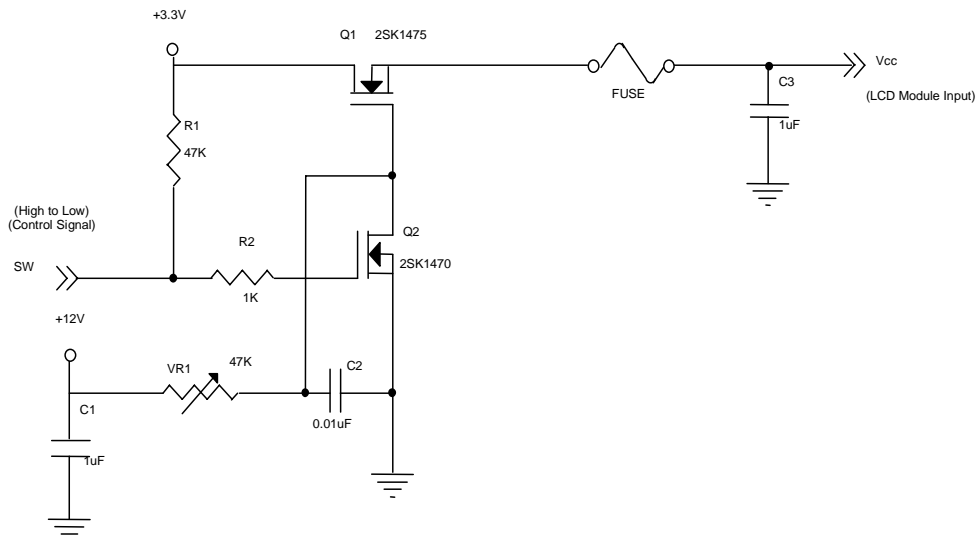 +3.3V
Q1 2SK1475
Vcc
FUSE
C3
(LCD Module Input)
R1
1uF
47K
(High to Low)
(Control Signal)
R2
Q2
SW
2SK1470
1K
+12V
VR1
47K
C2
C1
0.01uF
1uF